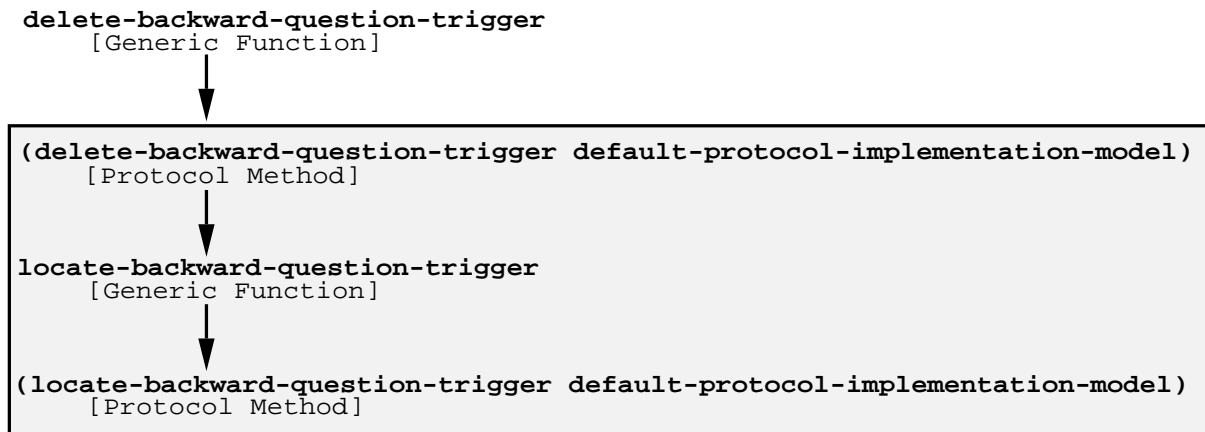 delete-backward-question-trigger
[Generic Function]
(delete-backward-question-trigger default-protocol-implementation-model)
[Protocol Method]
locate-backward-question-trigger
[Generic Function]
(locate-backward-question-trigger default-protocol-implementation-model)
[Protocol Method]